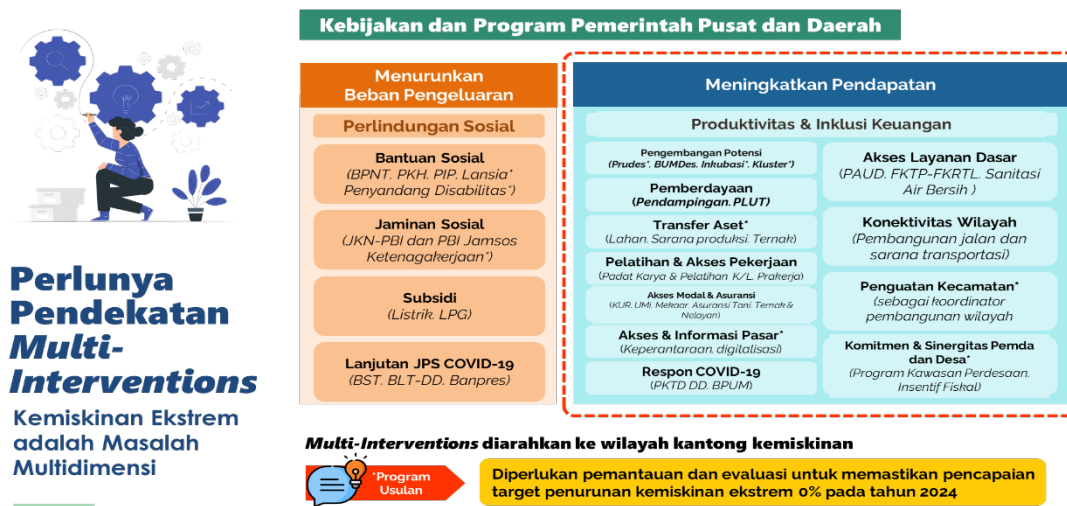 Perlunya
Pendekatan
Multi-
Interventions
Kemiskinan Ekstrem
adalah Masalah
Multidimensi
Kebijakan dan Program Pemerintah Pusat dan Daerah
Menurunkan
Beban Pengeluaran
Perlindungan Sosial
Bantuan Sosial
(BPNT. PKH. PIP. Lansia*
Penyandang Disabilitas*)
Jaminan Sosial
(JKN-PBI dan PBI Jamsos
Ketenagakerjaan*)
Subsidi
(Listrik. LPG)
Lanjutan JPS COVID-19
(BST. BLT-DD. Banpres)
Meningkatkan Pendapatan
Produktivitas & Inklusi Keuangan
Pengembangan Potensi
(Prudes*. BUMDes. Inkubasi*. Kluster*)
Pemberdayaan
(Pendampingan. PLUT)
Transfer Aset*
(Lahan. Sarana produksi. Ternak)
Pelatihan & Akses Pekerjaan
(Padat Karya & Pelatihan K/L. Prakerja)
Akses Modal & Asuransi
(KUR. UMi. Mekaar. Asuransi Tani. Ternak &
Nelayan)
Akses & Informasi Pasar*
(Keperantaraan. digitalisasi)
Respon COVID-19
(PKTD DD. BPUM)
Akses Layanan Dasar
(PAUD. FKTP-FKRTL. Sanitasi
Air Bersih )
Konektivitas Wilayah
(Pembangunan jalan dan
sarana transportasi)
Penguatan Kecamatan*
(sebagai koordinator
pembangunan wilayah
Komitmen & Sinergitas Pemda
dan Desa*
(Program Kawasan Perdesaan.
Insentif Fiskal)
Multi-Interventions diarahkan ke wilayah kantong kemiskinan
*Program
Usulan
Diperlukan pemantauan dan evaluasi untuk memastikan pencapaian
target penurunan kemiskinan ekstrem 0% pada tahun 2024